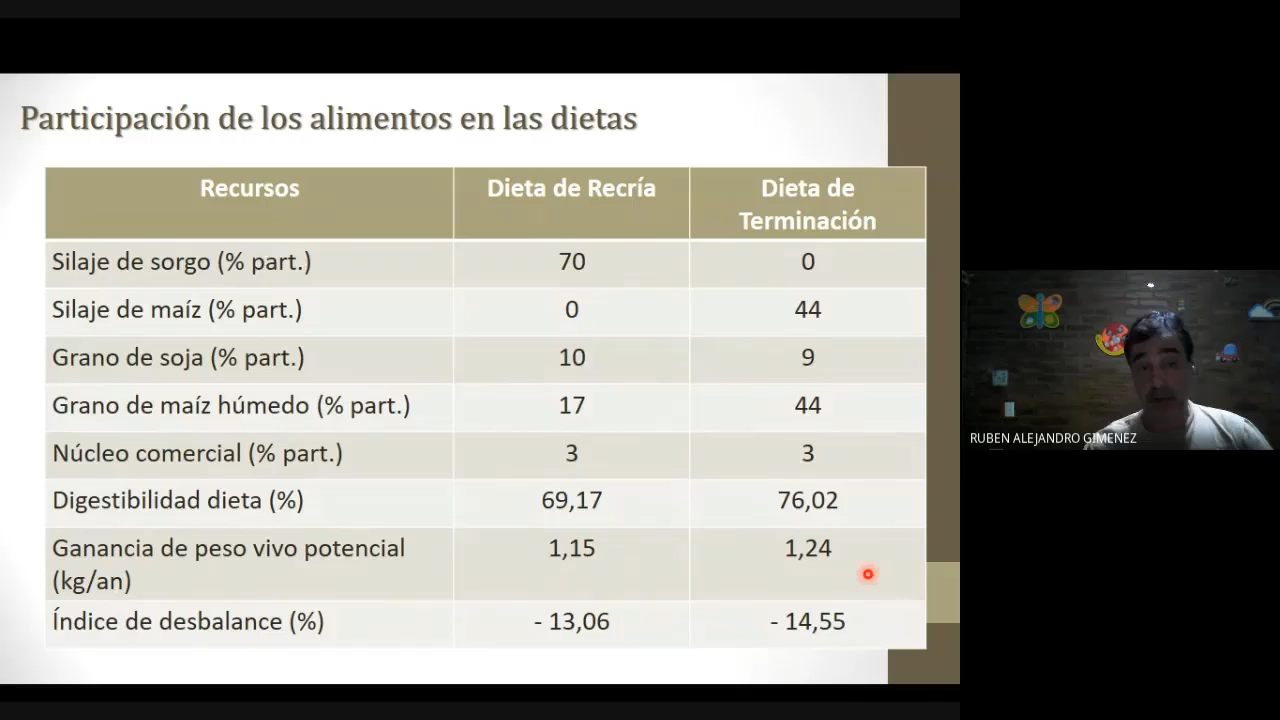 Participación de los alimentos en las dietas
Recursos Dieta de Recría Dieta de Terminación
Silaje de sorgo (% part.) 70 0
Silaje de maíz (% part.) 0 44
Grano de soja (% part.) 10 9
Grano de maíz húmedo (% part.) 17 44
Núcleo comercial (% part.) 3 3
Digestibilidad dieta (%) 69,17 76,02
Ganancia de peso vivo potencial (kg/an) 1,15 1,24
Índice de desbalance (%) - 13,06 - 14,55
RUBEN ALEJANDRO GIMENEZ